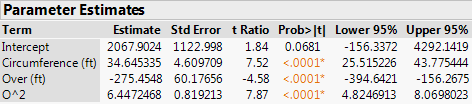 Parameter Estimates
Term Estimate Std Error t Ratio Prob>|t| Lower 95% Upper 95%
Intercept 2067.9024 1122.998 1.84 0.0681 -156.3372 4292.1419
Circumference (ft) 34.645335 4.609709 7.52 <.0001* 25.515226 43.775444
Over (ft) -275.4548 60.17656 -4.58 <.0001* -394.6421 -156.2675
O^2 6.4472468 0.819213 7.87 <.0001* 4.8246913 8.0698023